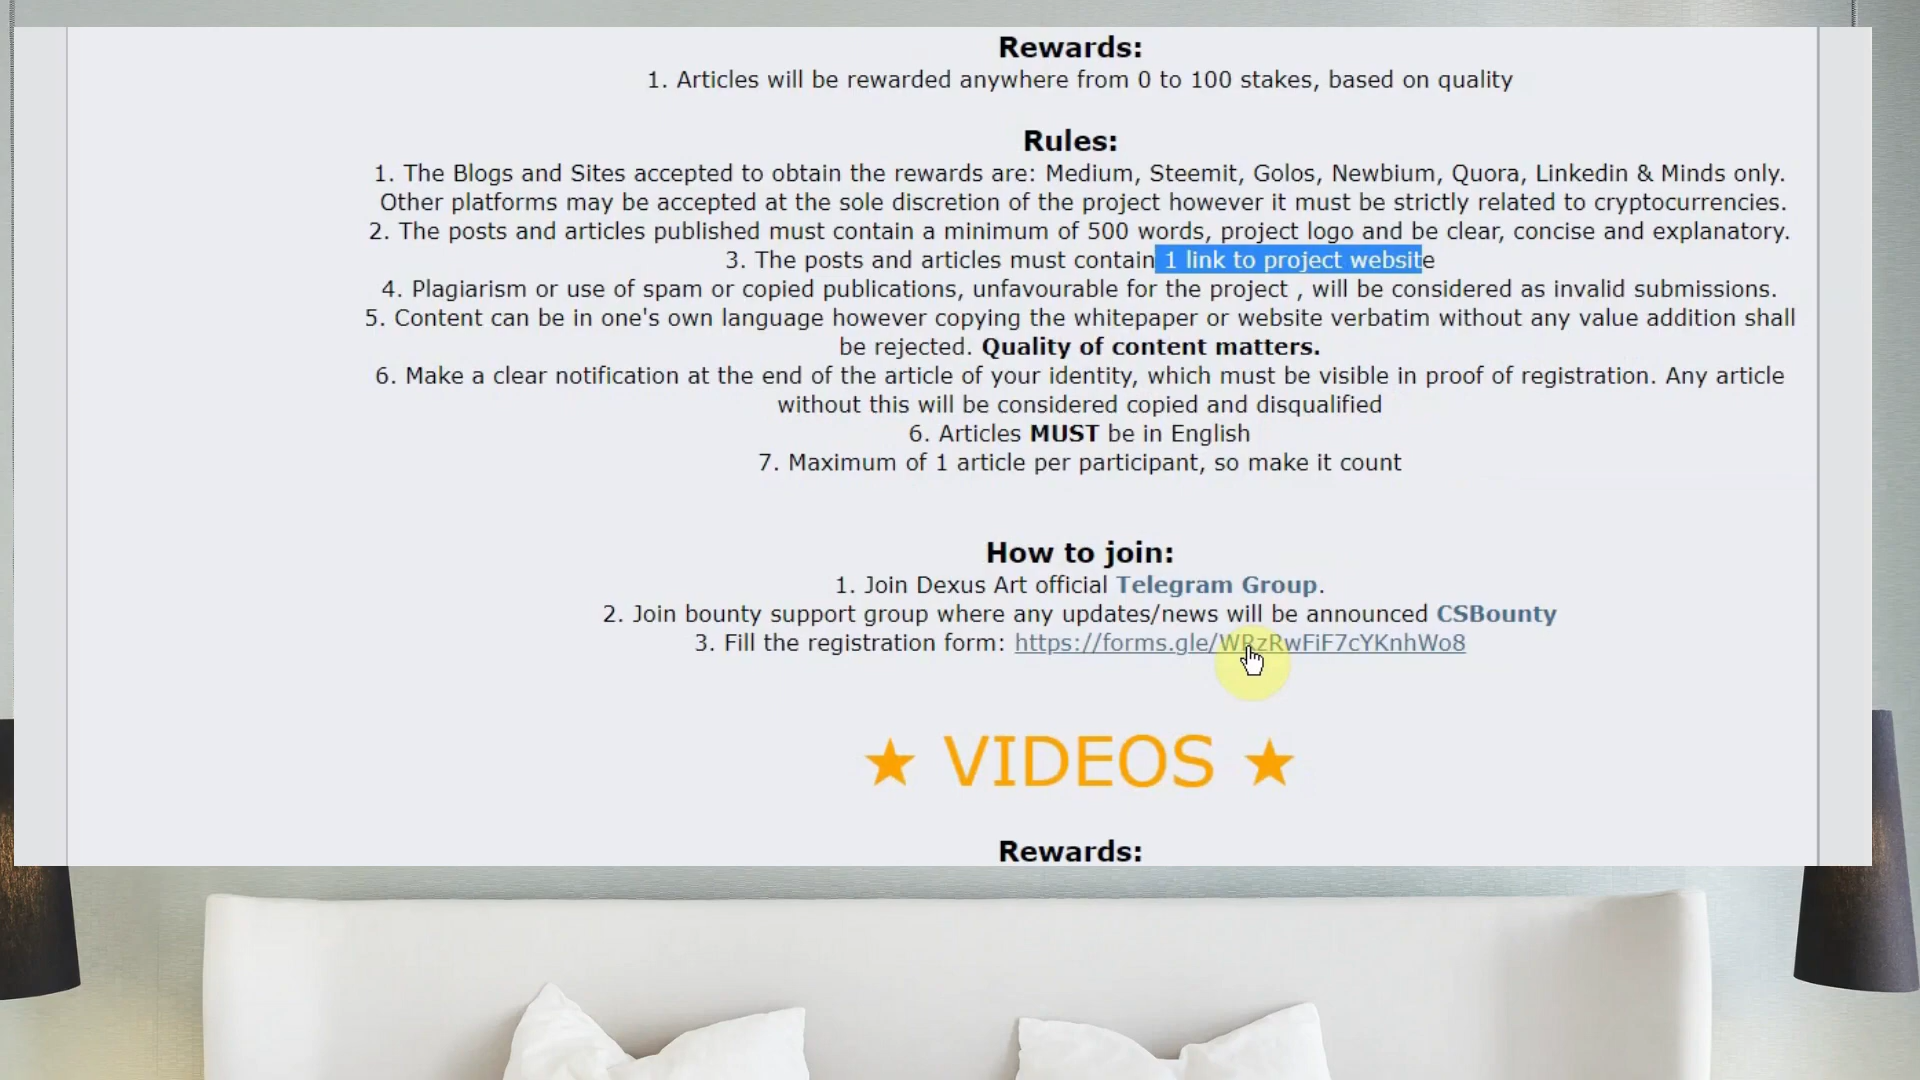 Rewards:
1. Articles will be rewarded anywhere from 0 to 100 stakes, based on quality
Rules:
1. The Blogs and Sites accepted to obtain the rewards are: Medium, Steemit, Golos, Newbium, Quora, Linkedin & Minds only.
Other platforms may be accepted at the sole discretion of the project however it must be strictly related to cryptocurrencies.
2. The posts and articles published must contain a minimum of 500 words, project logo and be clear, concise and explanatory.
3. The posts and articles must contain 1 link to project website
4. Plagiarism or use of spam or copied publications, unfavourable for the project , will be considered as invalid submissions.
5. Content can be in one's own language however copying the whitepaper or website verbatim without any value addition shall
be rejected. Quality of content matters.
6. Make a clear notification at the end of the article of your identity, which must be visible in proof of registration. Any article
without this will be considered copied and disqualified
6. Articles MUST be in English
7. Maximum of 1 article per participant, so make it count
How to join:
1. Join Dexus Art official Telegram Group.
2. Join bounty support group where any updates/news will be announced CSBounty
3. Fill the registration form: https://forms.gle/WRzRwFiF7cYKnhWo8
★ VIDEOS ★
Rewards: